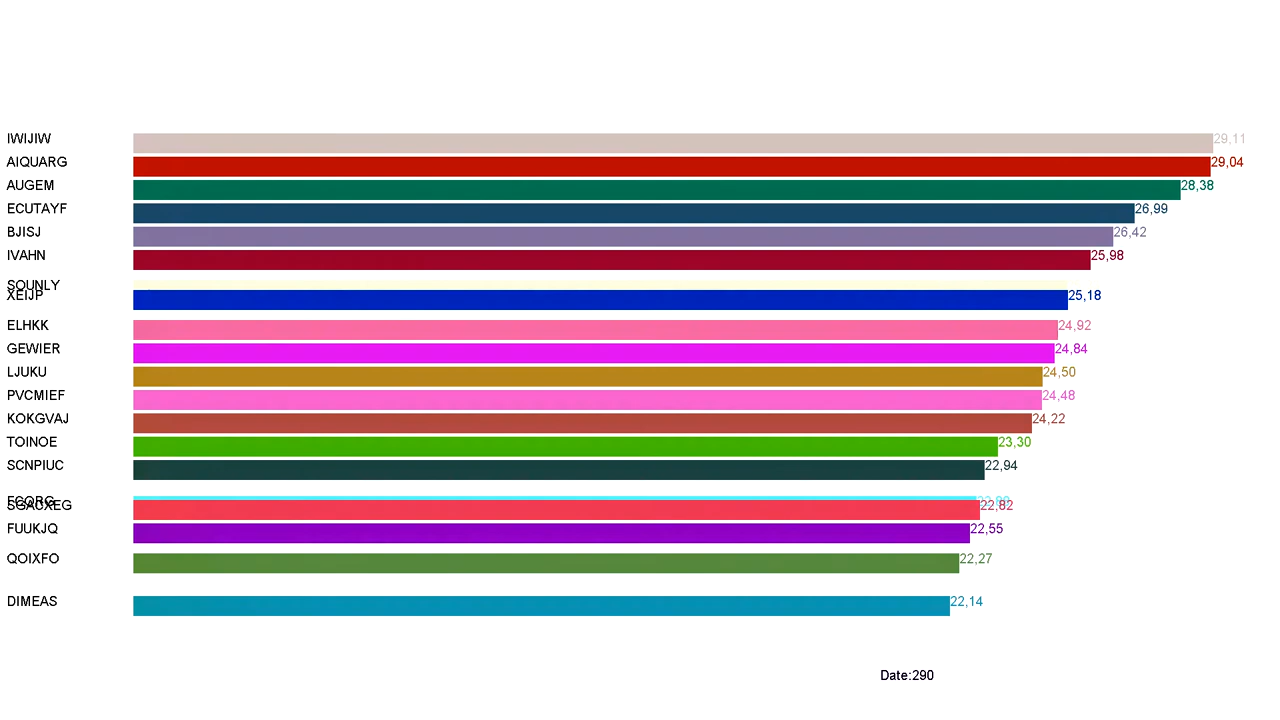 IWIJIW 29,11
AIQUARG 29,04
AUGEM 28,38
ECUTAYF 26,99
BJISJ 26,42
IVAHN 25,98
SOUNLY
XEIJP 25,18
ELHKK 24,92
GEWIER 24,84
LJUKU 24,50
PVCMIEF 24,48
KOKGVAJ 24,22
TOINOE 23,30
SCNPIUC 22,94
SGACXEG 22,82
FUUKJQ 22,55
QOIXFO 22,27
DIMEAS 22,14
Date:290